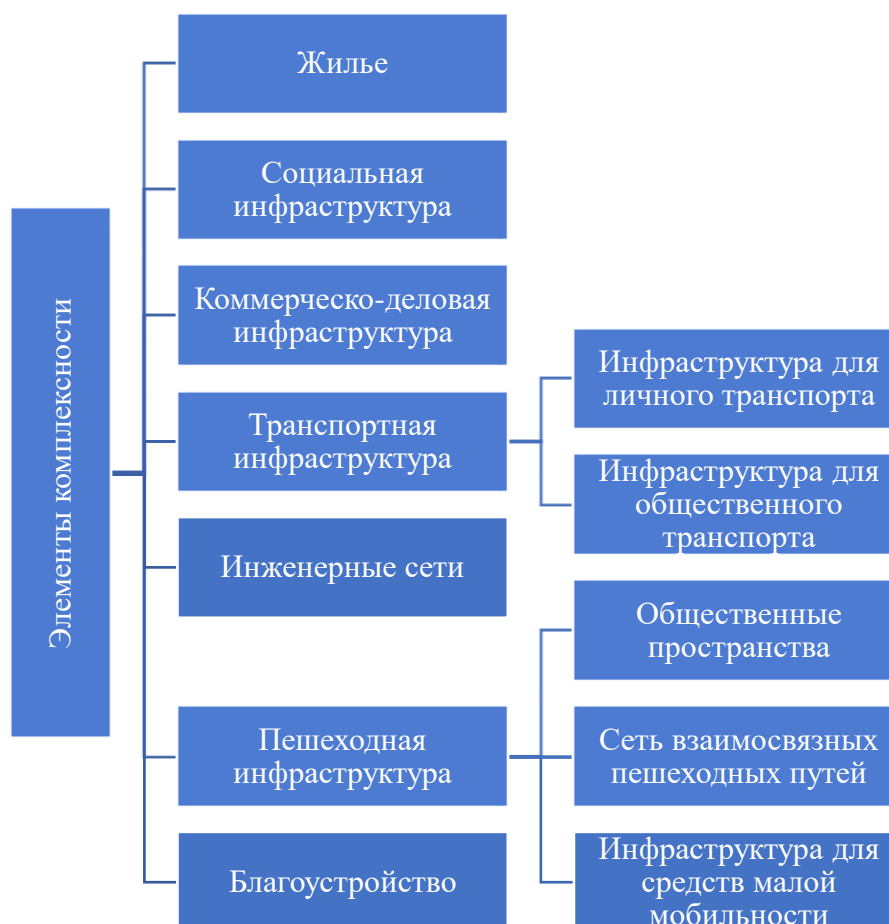 Элементы комплексности
Жилье
Социальная
инфраструктура
Коммерческо-деловая
инфраструктура
Транспортная
инфраструктура
Инфраструктура для
личного транспорта
Инфраструктура для
общественного
транспорта
Инженерные сети
Пешеходная
инфраструктура
Общественные
пространства
Сеть взаимосвязных
пешеходных путей
Инфраструктура для
средств малой
мобильности
Благоустройство